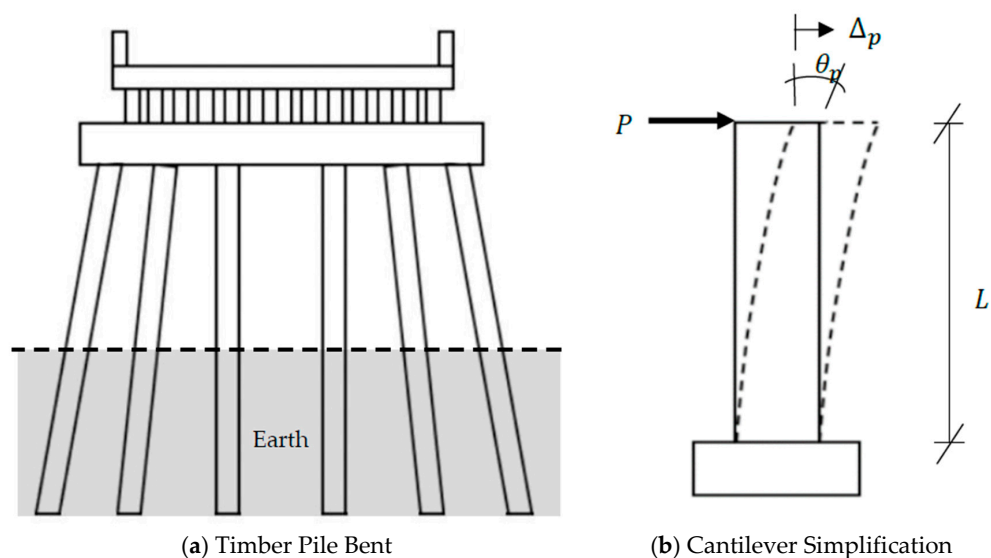 Δp
θp
P
L
Earth
(a) Timber Pile Bent
(b) Cantilever Simplification